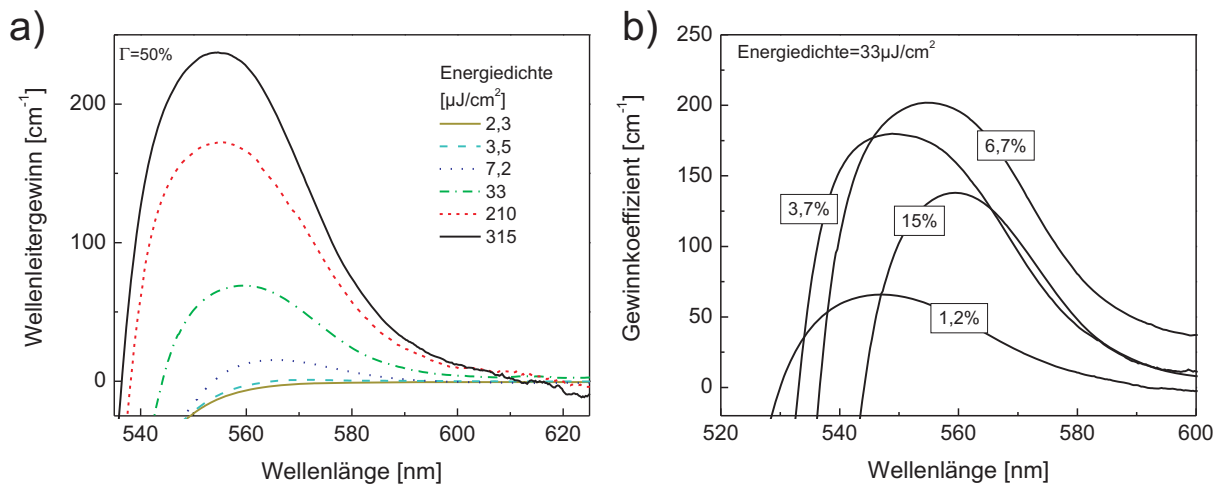 a)
Γ=50%
Energiedichte
[µJ/cm²]
2,3
3,5
7,2
33
210
315
200
100
0
Wellenleitergewinn [cm⁻¹]
540 560 580 600 620
Wellenlänge [nm]
b)
Energiedichte=33µJ/cm²
6,7%
3,7%
15%
1,2%
250
200
150
100
50
0
Gewinnkoeffizient [cm⁻¹]
520 540 560 580 600
Wellenlänge [nm]